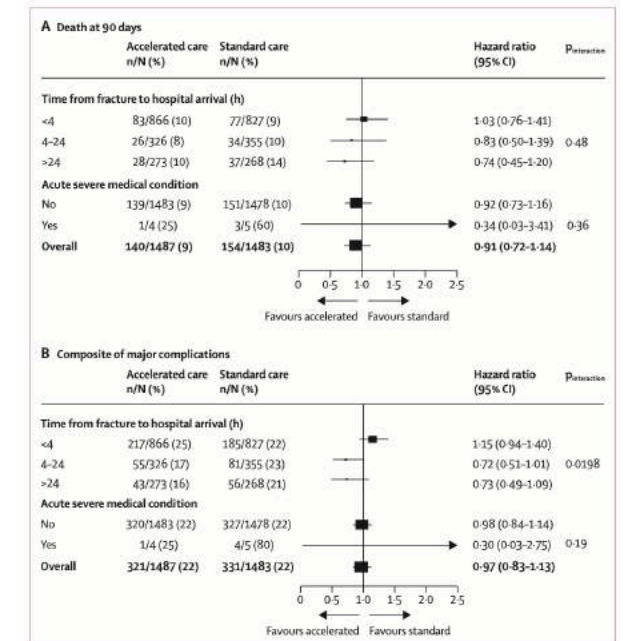 A Death at 90 days
Accelerated care Standard care Hazard ratio Pinteraction
n/N (%) n/N (%) (95% CI)
Time from fracture to hospital arrival (h)
<4 83/866 (10) 77/827 (9) 1·03 (0·76–1·41)
4–24 26/326 (8) 34/355 (10) 0·83 (0·50–1·39) 0·48
>24 28/273 (10) 37/268 (14) 0·74 (0·45–1·20)
Acute severe medical condition
No 139/1483 (9) 151/1478 (10) 0·92 (0·73–1·16)
Yes 1/4 (25) 3/5 (60) 0·34 (0·03–3·41) 0·36
Overall 140/1487 (9) 154/1483 (10) 0·91 (0·72–1·14)
0 0·5 1·0 1·5 2·0 2·5
Favours accelerated Favours standard
B Composite of major complications
Accelerated care Standard care Hazard ratio Pinteraction
n/N (%) n/N (%) (95% CI)
Time from fracture to hospital arrival (h)
<4 217/866 (25) 185/827 (22) 1·15 (0·94–1·40)
4–24 55/326 (17) 81/355 (23) 0·72 (0·51–1·01) 0·0198
>24 43/273 (16) 56/268 (21) 0·73 (0·49–1·09)
Acute severe medical condition
No 320/1483 (22) 327/1478 (22) 0·98 (0·84–1·14)
Yes 1/4 (25) 4/5 (80) 0·30 (0·03–2·75) 0·19
Overall 321/1487 (22) 331/1483 (22) 0·97 (0·83–1·13)
0 0·5 1·0 1·5 2·0 2·5
Favours accelerated Favours standard